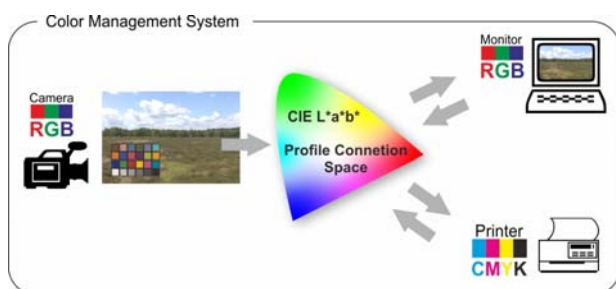 Color Management System
Camera
RGB
CIE L*a*b*
Profile Connetion
Space
Monitor
RGB
Printer
CMYK